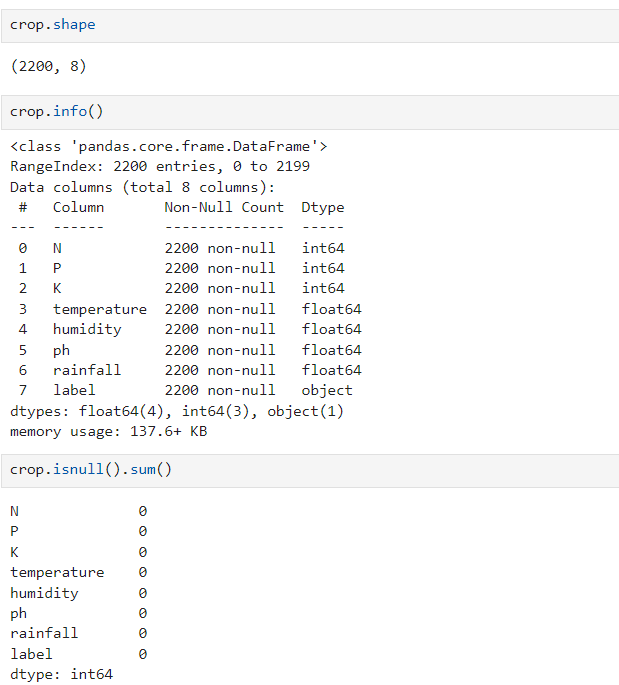 crop.shape
(2200, 8)
crop.info()
<class 'pandas.core.frame.DataFrame'>
RangeIndex: 2200 entries, 0 to 2199
Data columns (total 8 columns):
 #   Column       Non-Null Count  Dtype
---  ------       --------------  -----
 0   N            2200 non-null   int64
 1   P            2200 non-null   int64
 2   K            2200 non-null   int64
 3   temperature  2200 non-null   float64
 4   humidity     2200 non-null   float64
 5   ph           2200 non-null   float64
 6   rainfall     2200 non-null   float64
 7   label        2200 non-null   object
dtypes: float64(4), int64(3), object(1)
memory usage: 137.6+ KB
crop.isnull().sum()
N              0
P              0
K              0
temperature    0
humidity       0
ph             0
rainfall       0
label          0
dtype: int64